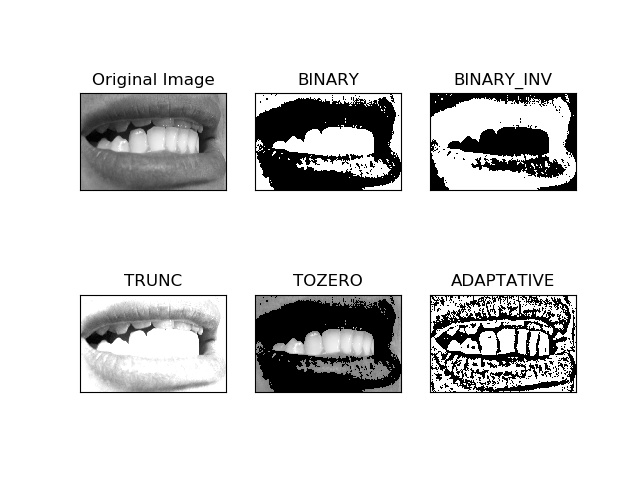 Original Image
BINARY
BINARY_INV
TRUNC
TOZERO
ADAPTATIVE